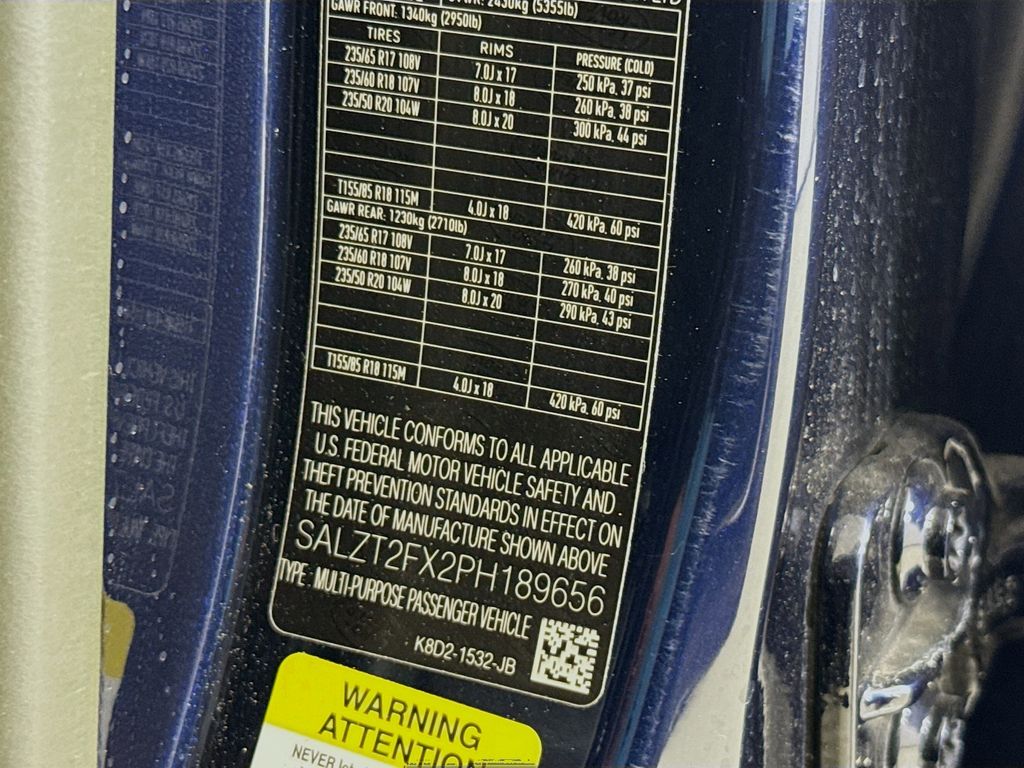 GVWR: 2430kg (5355lb)
GAWR FRONT: 1340kg (2950lb)
TIRES RIMS PRESSURE (COLD)
235/65 R17 108V 7.0J x 17 250 kPa, 37 psi
235/60 R18 107V 8.0J x 18 260 kPa, 38 psi
235/50 R20 104W 8.0J x 20 300 kPa, 44 psi
T155/85 R18 115M 4.0J x 18 420 kPa, 60 psi
GAWR REAR: 1230kg (2710lb)
235/65 R17 108V 7.0J x 17 260 kPa, 38 psi
235/60 R18 107V 8.0J x 18 270 kPa, 40 psi
235/50 R20 104W 8.0J x 20 290 kPa, 43 psi
T155/85 R18 115M 4.0J x 18 420 kPa, 60 psi
THIS VEHICLE CONFORMS TO ALL APPLICABLE
U.S. FEDERAL MOTOR VEHICLE SAFETY AND
THEFT PREVENTION STANDARDS IN EFFECT ON
THE DATE OF MANUFACTURE SHOWN ABOVE
SALZT2FX2PH189656
TYPE: MULTI-PURPOSE PASSENGER VEHICLE
K8D2-1532-JB
WARNING
ATTENTION
NEVER